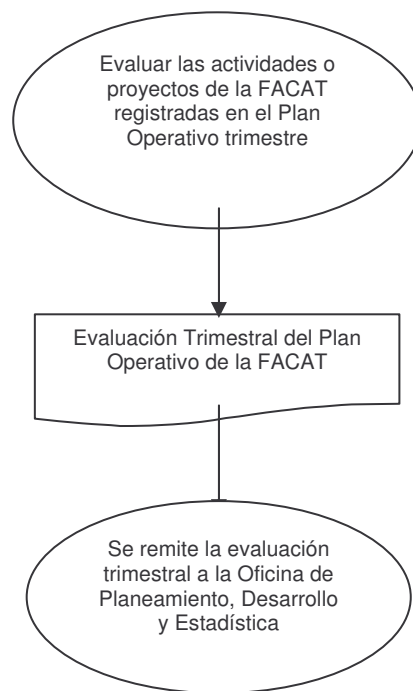 Evaluar las actividades o
proyectos de la FACAT
registradas en el Plan
Operativo trimestre
Evaluación Trimestral del Plan
Operativo de la FACAT
Se remite la evaluación
trimestral a la Oficina de
Planeamiento, Desarrollo
y Estadística